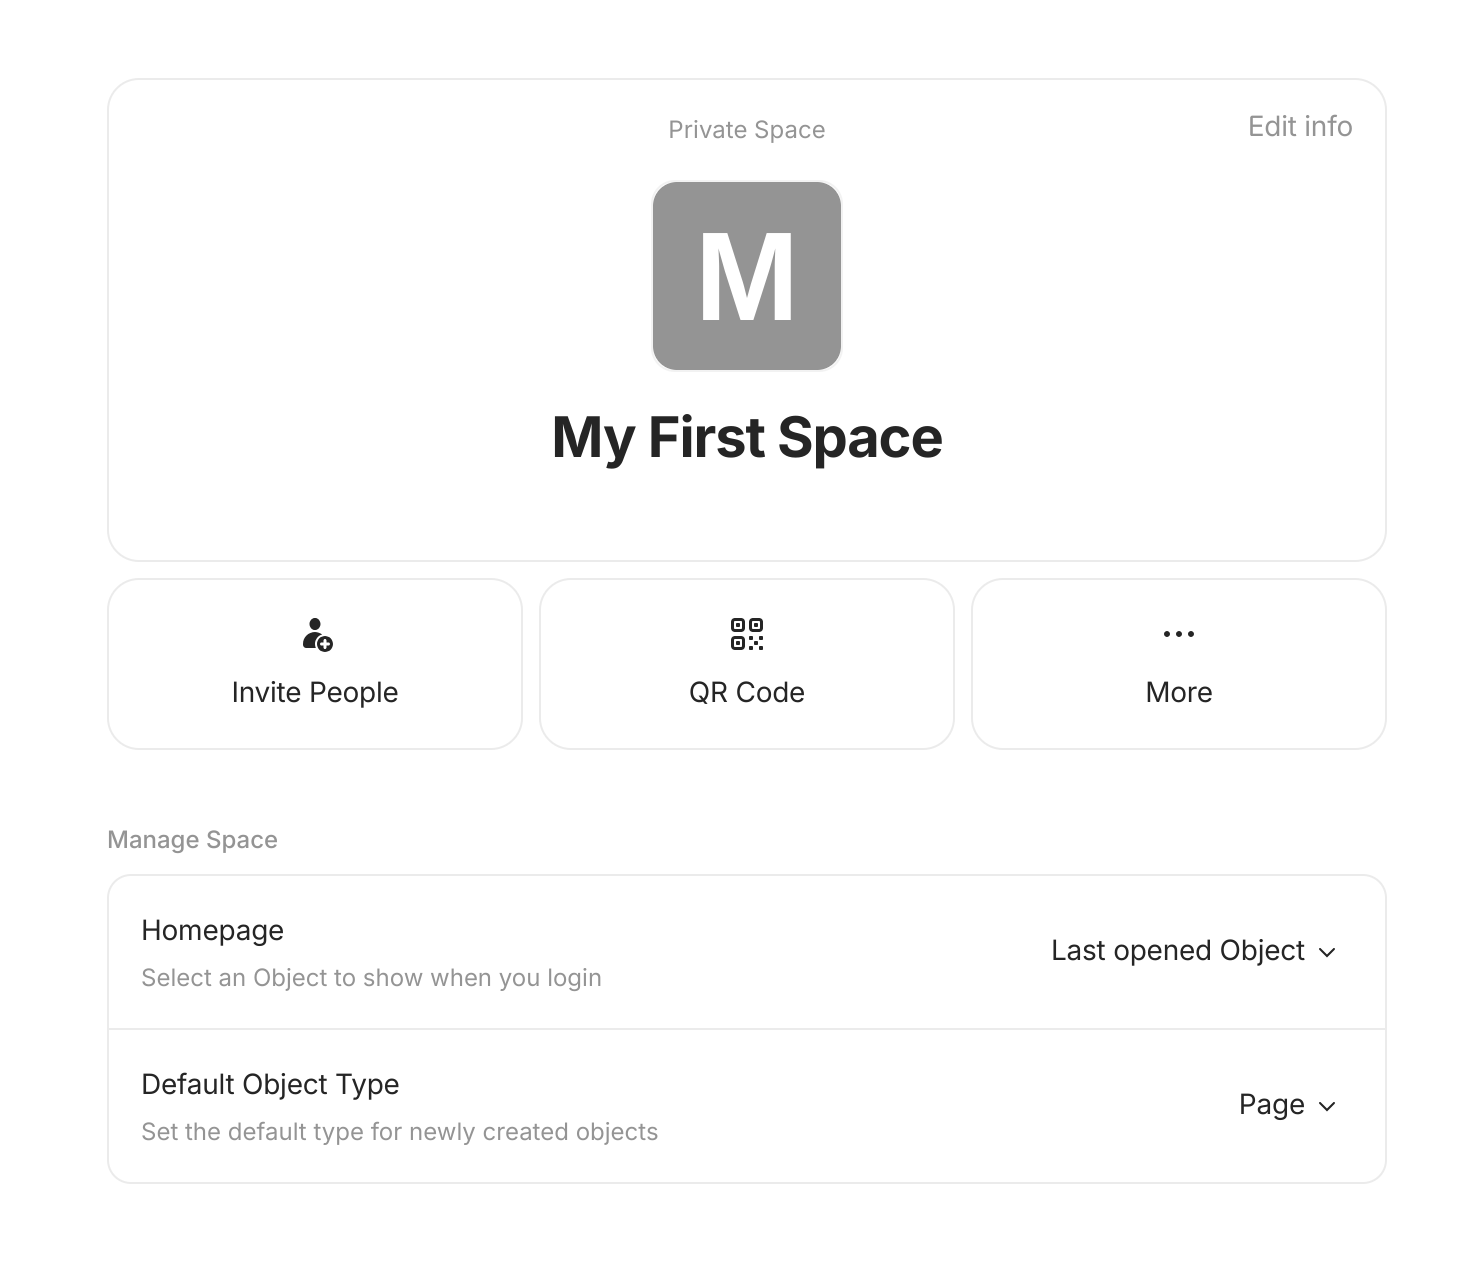 Private Space
Edit info
M
My First Space
Invite People
QR Code
More
Manage Space
Homepage
Last opened Object
Select an Object to show when you login
Default Object Type
Page
Set the default type for newly created objects